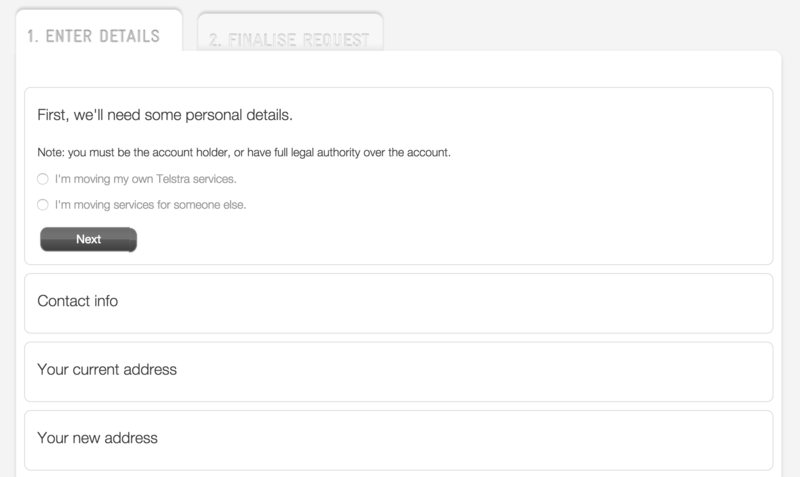 1. ENTER DETAILS
2. FINALISE REQUEST
First, we'll need some personal details.
Note: you must be the account holder, or have full legal authority over the account.
I'm moving my own Telstra services.
I'm moving services for someone else.
Next
Contact info
Your current address
Your new address